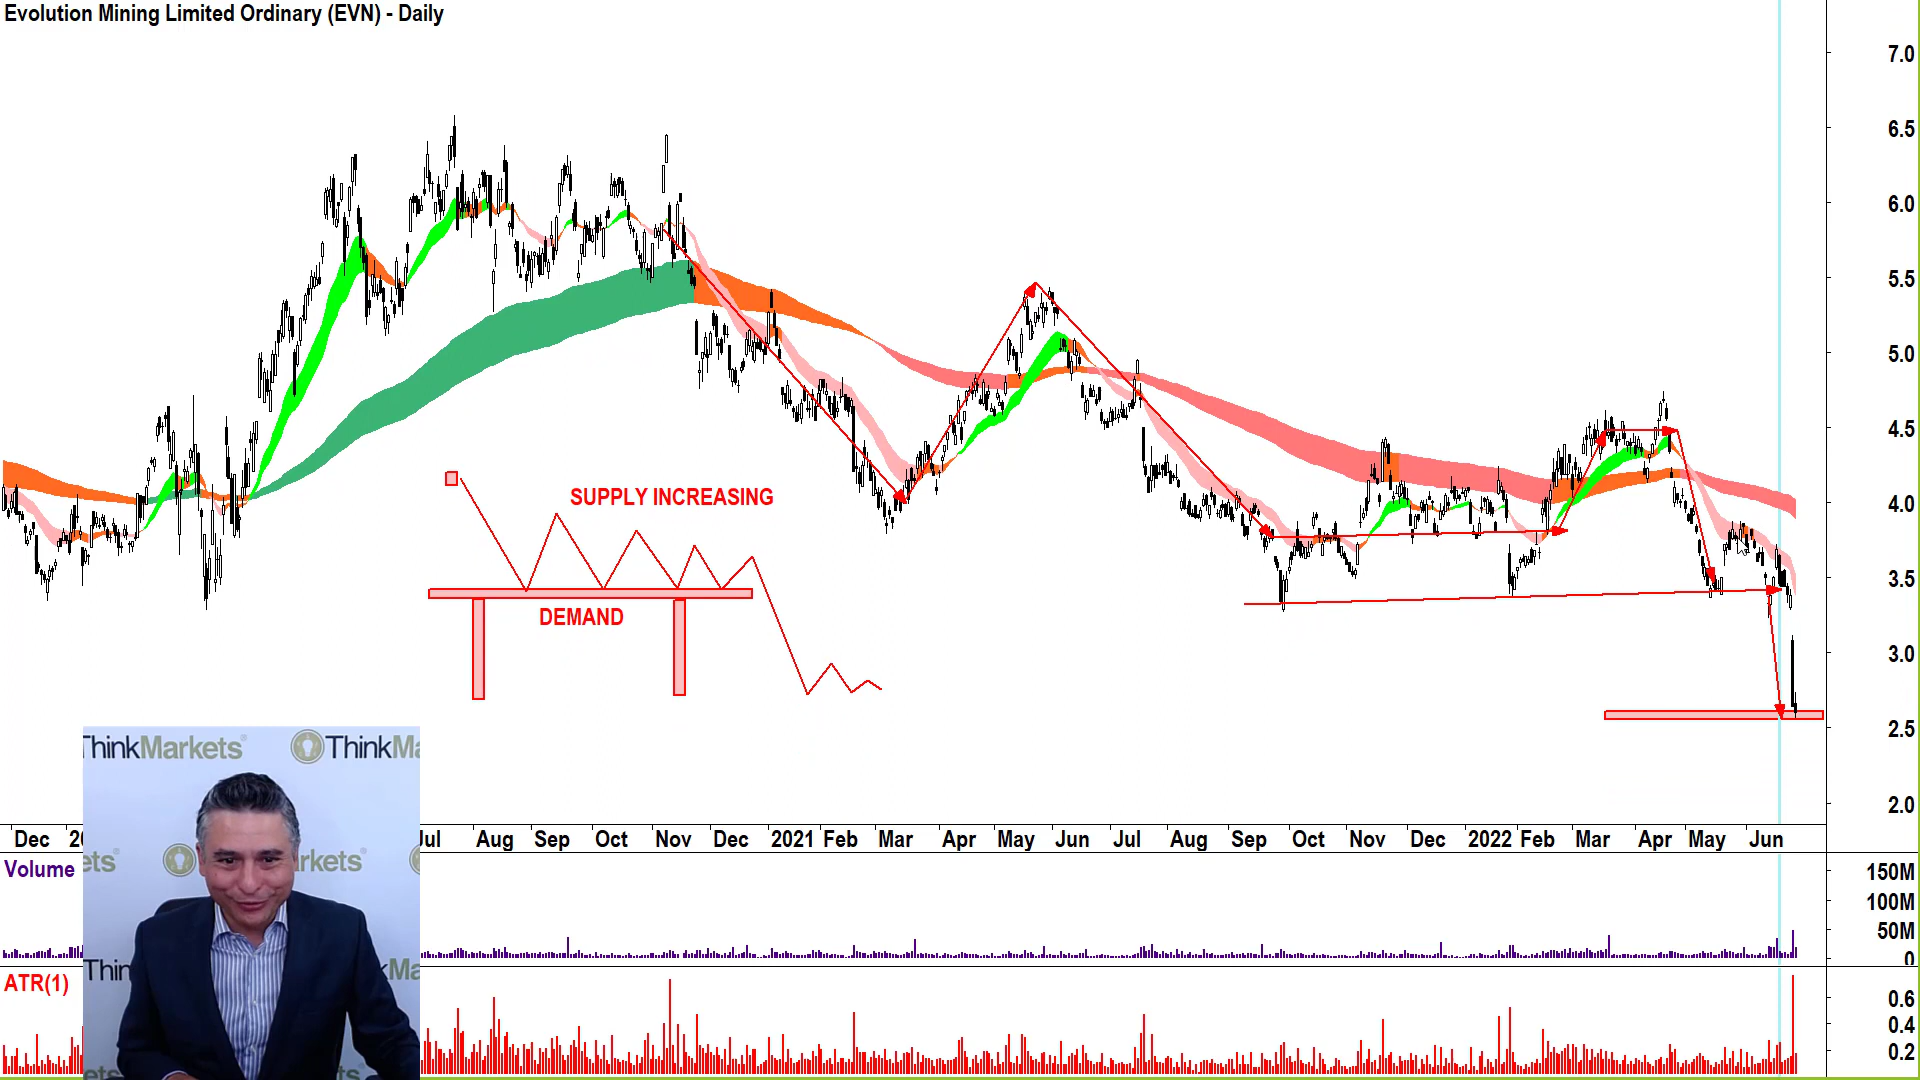 Evolution Mining Limited Ordinary (EVN) - Daily
7.0
6.5
6.0
5.5
5.0
4.5
4.0
3.5
3.0
2.5
2.0
SUPPLY INCREASING
DEMAND
Dec Jul Aug Sep Oct Nov Dec 2021 Feb Mar Apr May Jun Jul Aug Sep Oct Nov Dec 2022 Feb Mar Apr May Jun
Volume
150M
100M
50M
0
ATR(1)
0.6
0.4
0.2
ThinkMarkets ThinkMa